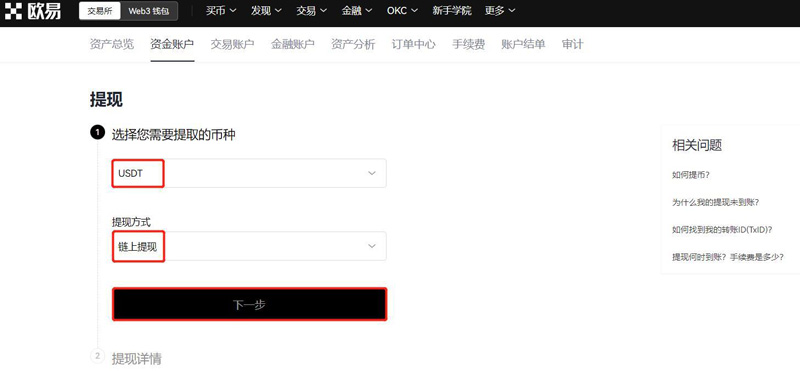 欧易 交易所 Web3 钱包 买币 发现 交易 金融 OKC 新手学院 更多
资产总览 资金账户 交易账户 金融账户 资产分析 订单中心 手续费 账户结单 审计
提现
1 选择您需要提取的币种
USDT
提现方式
链上提现
下一步
2 提现详情
相关问题
如何提币?
为什么我的提现未到账?
如何找到我的转账ID(TxID)?
提现何时到账? 手续费是多少?